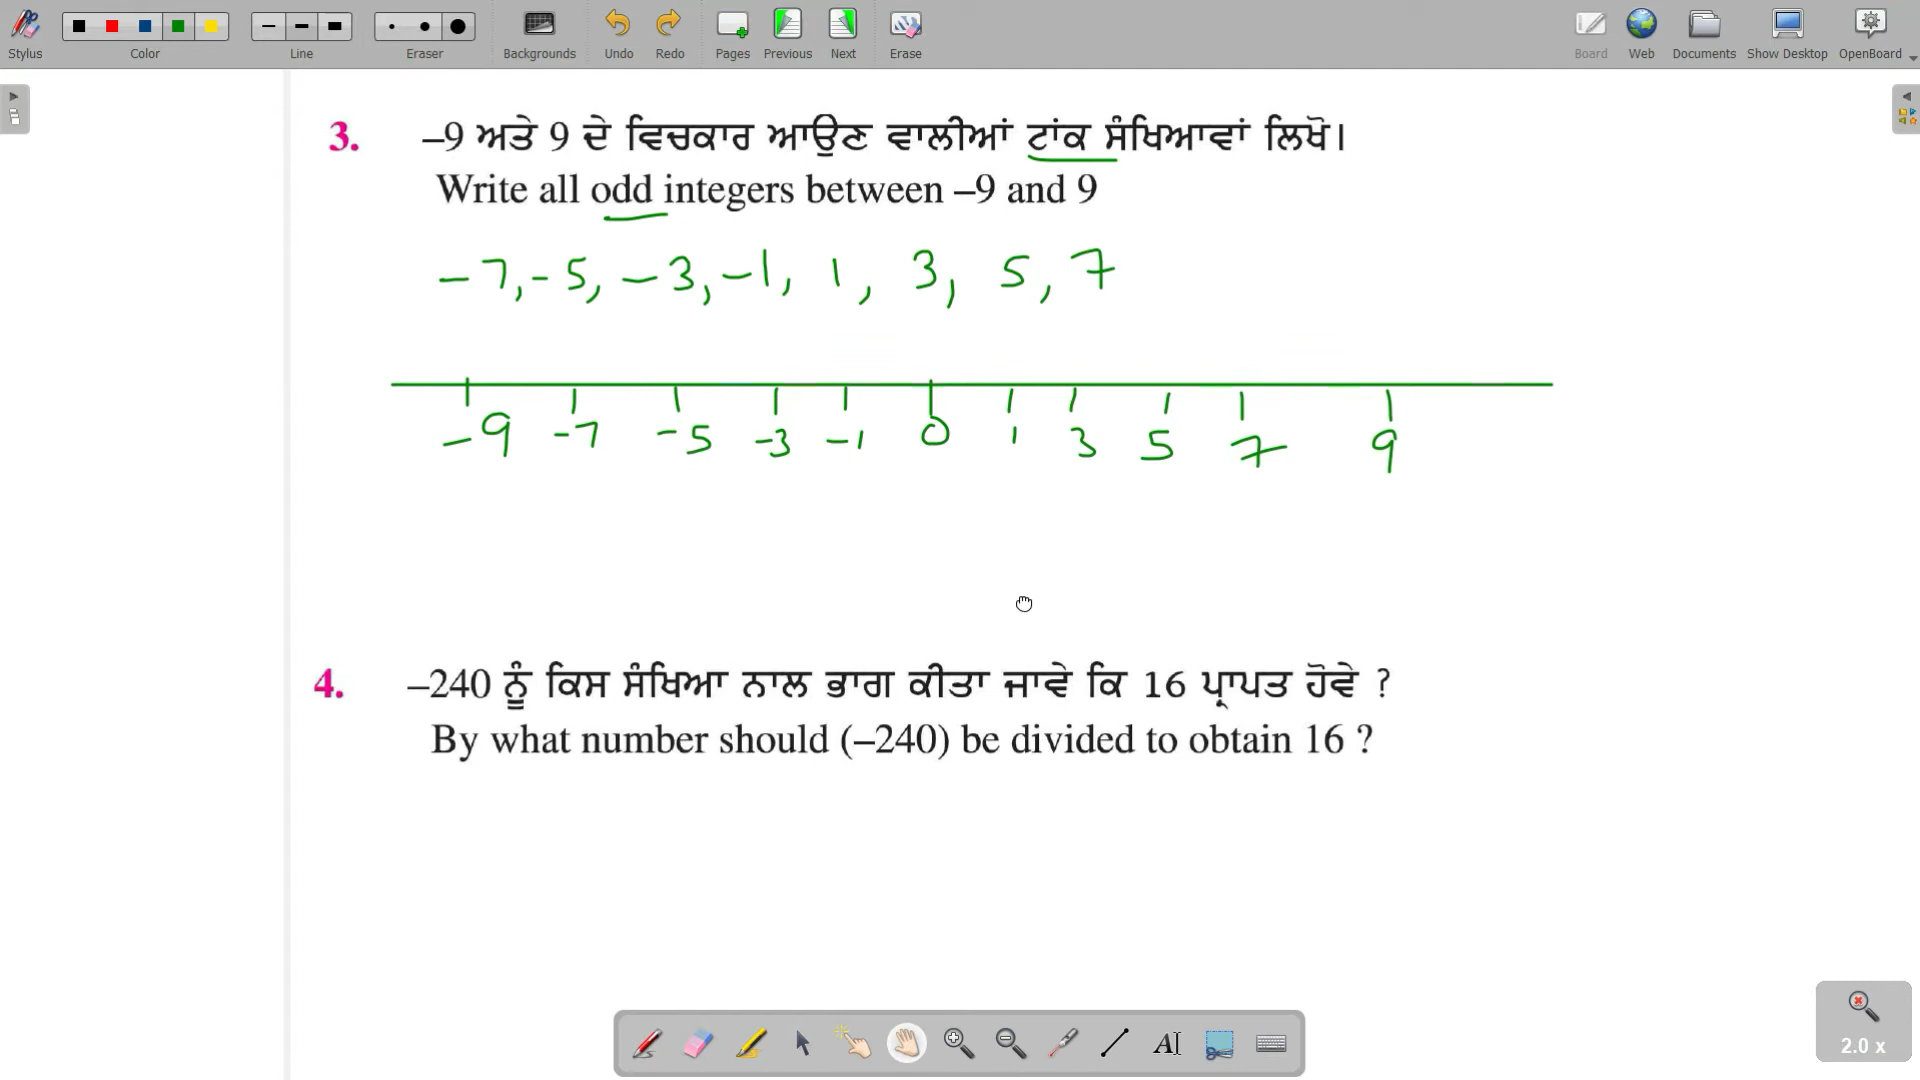 Stylus Color Line Eraser Backgrounds Undo Redo Pages Previous Next Erase Board Web Documents Show Desktop OpenBoard
3. –9 ਅਤੇ 9 ਦੇ ਵਿਚਕਾਰ ਆਉਣ ਵਾਲੀਆਂ ਟਾਂਕ ਸੰਖਿਆਵਾਂ ਲਿਖੋ।
Write all odd integers between –9 and 9
-7, -5, -3, -1, 1, 3, 5, 7
-9 -7 -5 -3 -1 0 1 3 5 7 9
4. –240 ਨੂੰ ਕਿਸ ਸੰਖਿਆ ਨਾਲ ਭਾਗ ਕੀਤਾ ਜਾਵੇ ਕਿ 16 ਪ੍ਰਾਪਤ ਹੋਵੇ ?
By what number should (–240) be divided to obtain 16 ?
AI
2.0 x